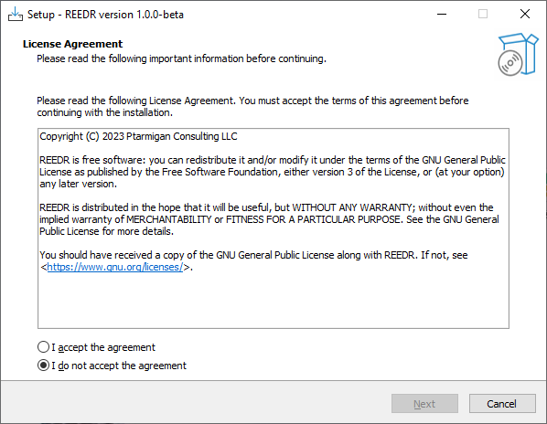 Setup - REEDR version 1.0.0-beta
License Agreement
Please read the following important information before continuing.
Please read the following License Agreement. You must accept the terms of this agreement before
continuing with the installation.
Copyright (C) 2023 Ptarmigan Consulting LLC
REEDR is free software: you can redistribute it and/or modify it under the terms of the GNU General Public
License as published by the Free Software Foundation, either version 3 of the License, or (at your option)
any later version.
REEDR is distributed in the hope that it will be useful, but WITHOUT ANY WARRANTY; without even the
implied warranty of MERCHANTABILITY or FITNESS FOR A PARTICULAR PURPOSE. See the GNU General
Public License for more details.
You should have received a copy of the GNU General Public License along with REEDR. If not, see
<https://www.gnu.org/licenses/>.
I accept the agreement
I do not accept the agreement
Next
Cancel